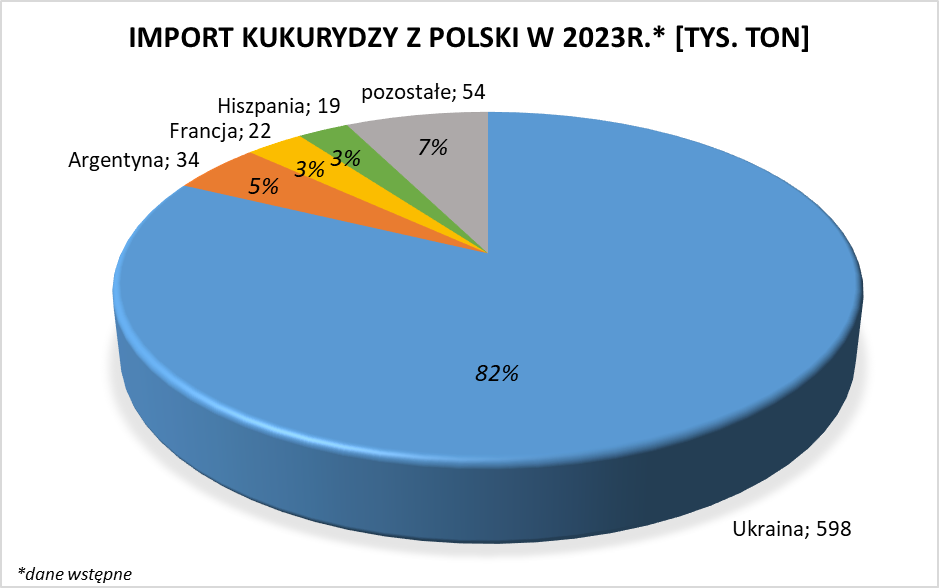 IMPORT KUKURYDZY Z POLSKI W 2023R.* [TYS. TON]
pozostałe; 54
Hiszpania; 19
Francja; 22
Argentyna; 34
7%
3%
3%
5%
82%
Ukraina; 598
*dane wstępne